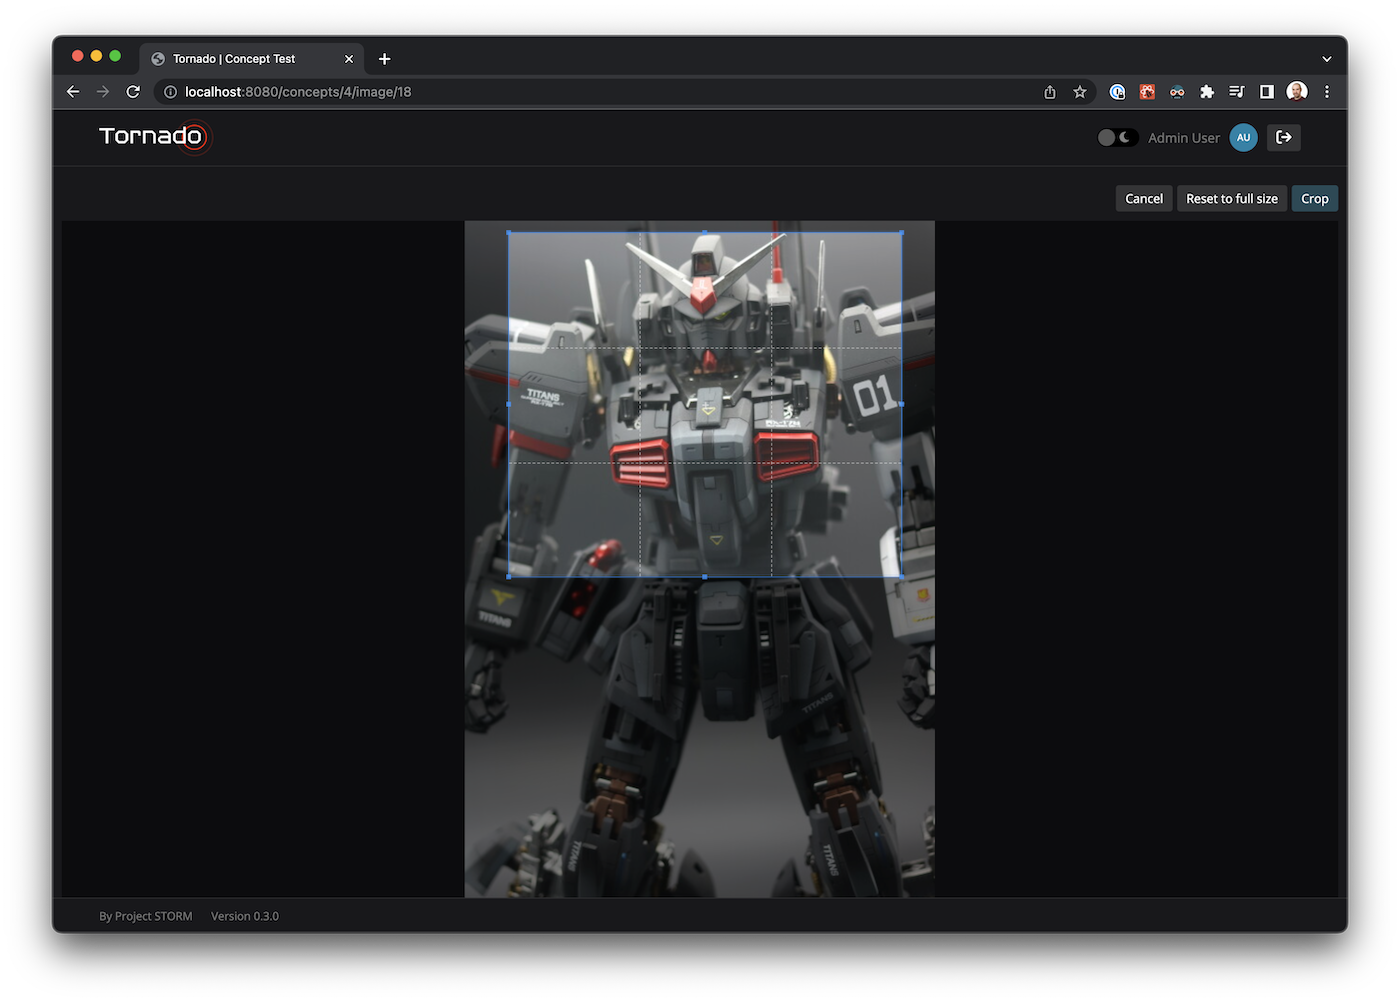 Tornado | Concept Test
localhost:8080/concepts/4/image/18
Tornado
Admin User
AU
Cancel
Reset to full size
Crop
TITANS
01
TITANS
TITANS
TITANS
TITANS
By Project STORM
Version 0.3.0